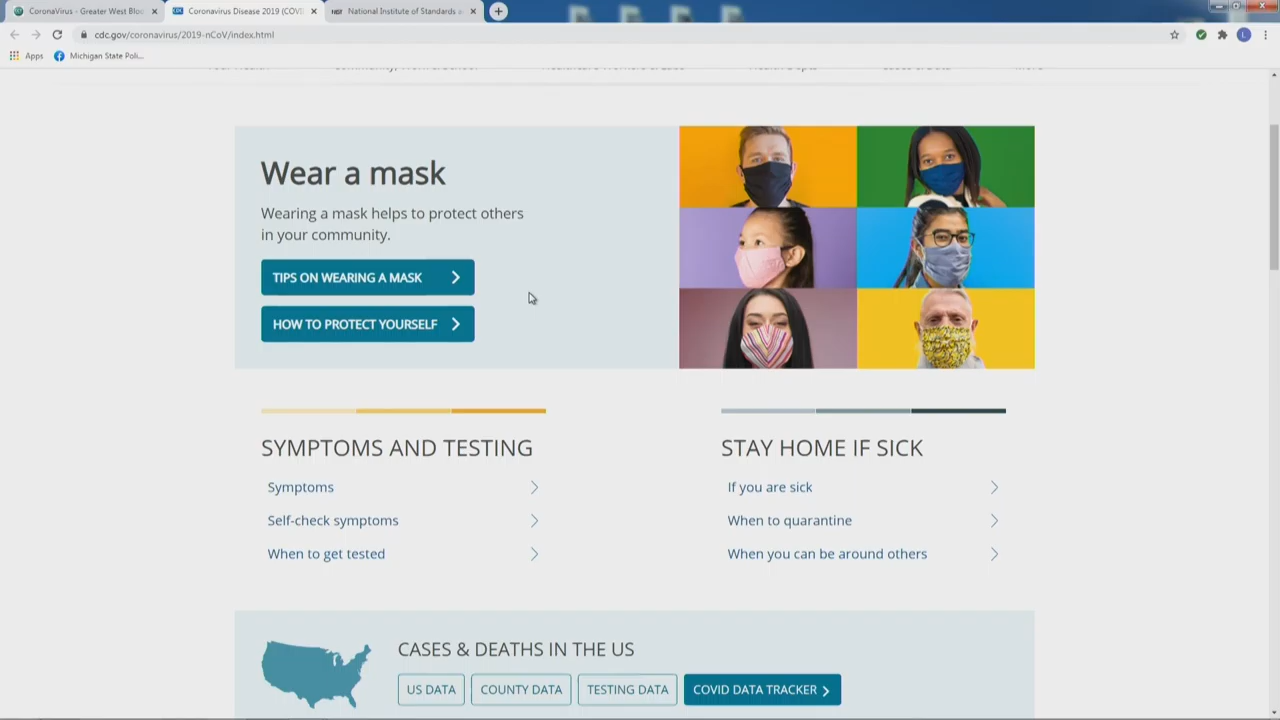 CoronaVirus - Greater West Bloo
Coronavirus Disease 2019 (COVI
National Institute of Standards
cdc.gov/coronavirus/2019-nCoV/index.html
Apps
Michigan State Poli...
Wear a mask
Wearing a mask helps to protect others
in your community.
TIPS ON WEARING A MASK
HOW TO PROTECT YOURSELF
SYMPTOMS AND TESTING
Symptoms
Self-check symptoms
When to get tested
STAY HOME IF SICK
If you are sick
When to quarantine
When you can be around others
CASES & DEATHS IN THE US
US DATA
COUNTY DATA
TESTING DATA
COVID DATA TRACKER